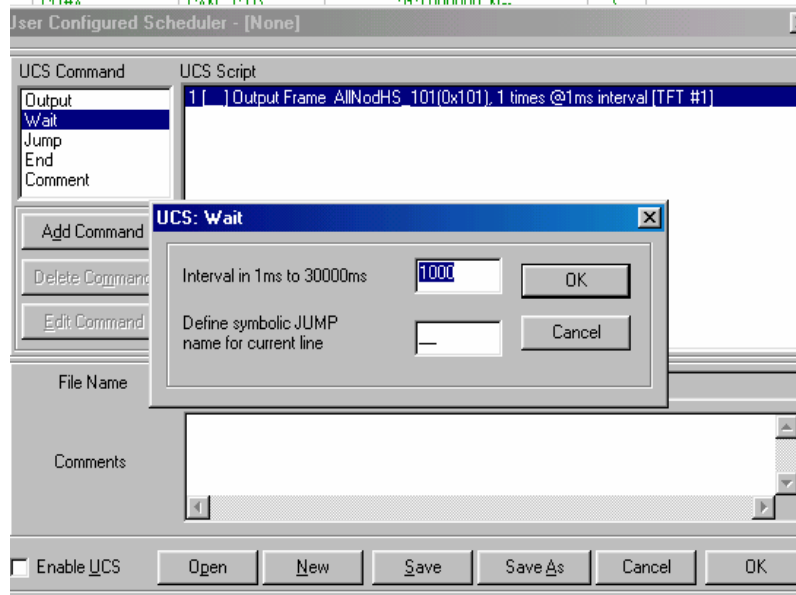 User Configured Scheduler - [None]
UCS Command
UCS Script
Output
Wait
Jump
End
Comment
1 [__] Output Frame AllNodHS_101(0x101), 1 times @1ms interval [TFT #1]
Add Command
Delete Command
Edit Command
UCS: Wait
Interval in 1ms to 30000ms
1000
OK
Define symbolic JUMP
name for current line
__
Cancel
File Name
Comments
Enable UCS
Open
New
Save
Save As
Cancel
OK